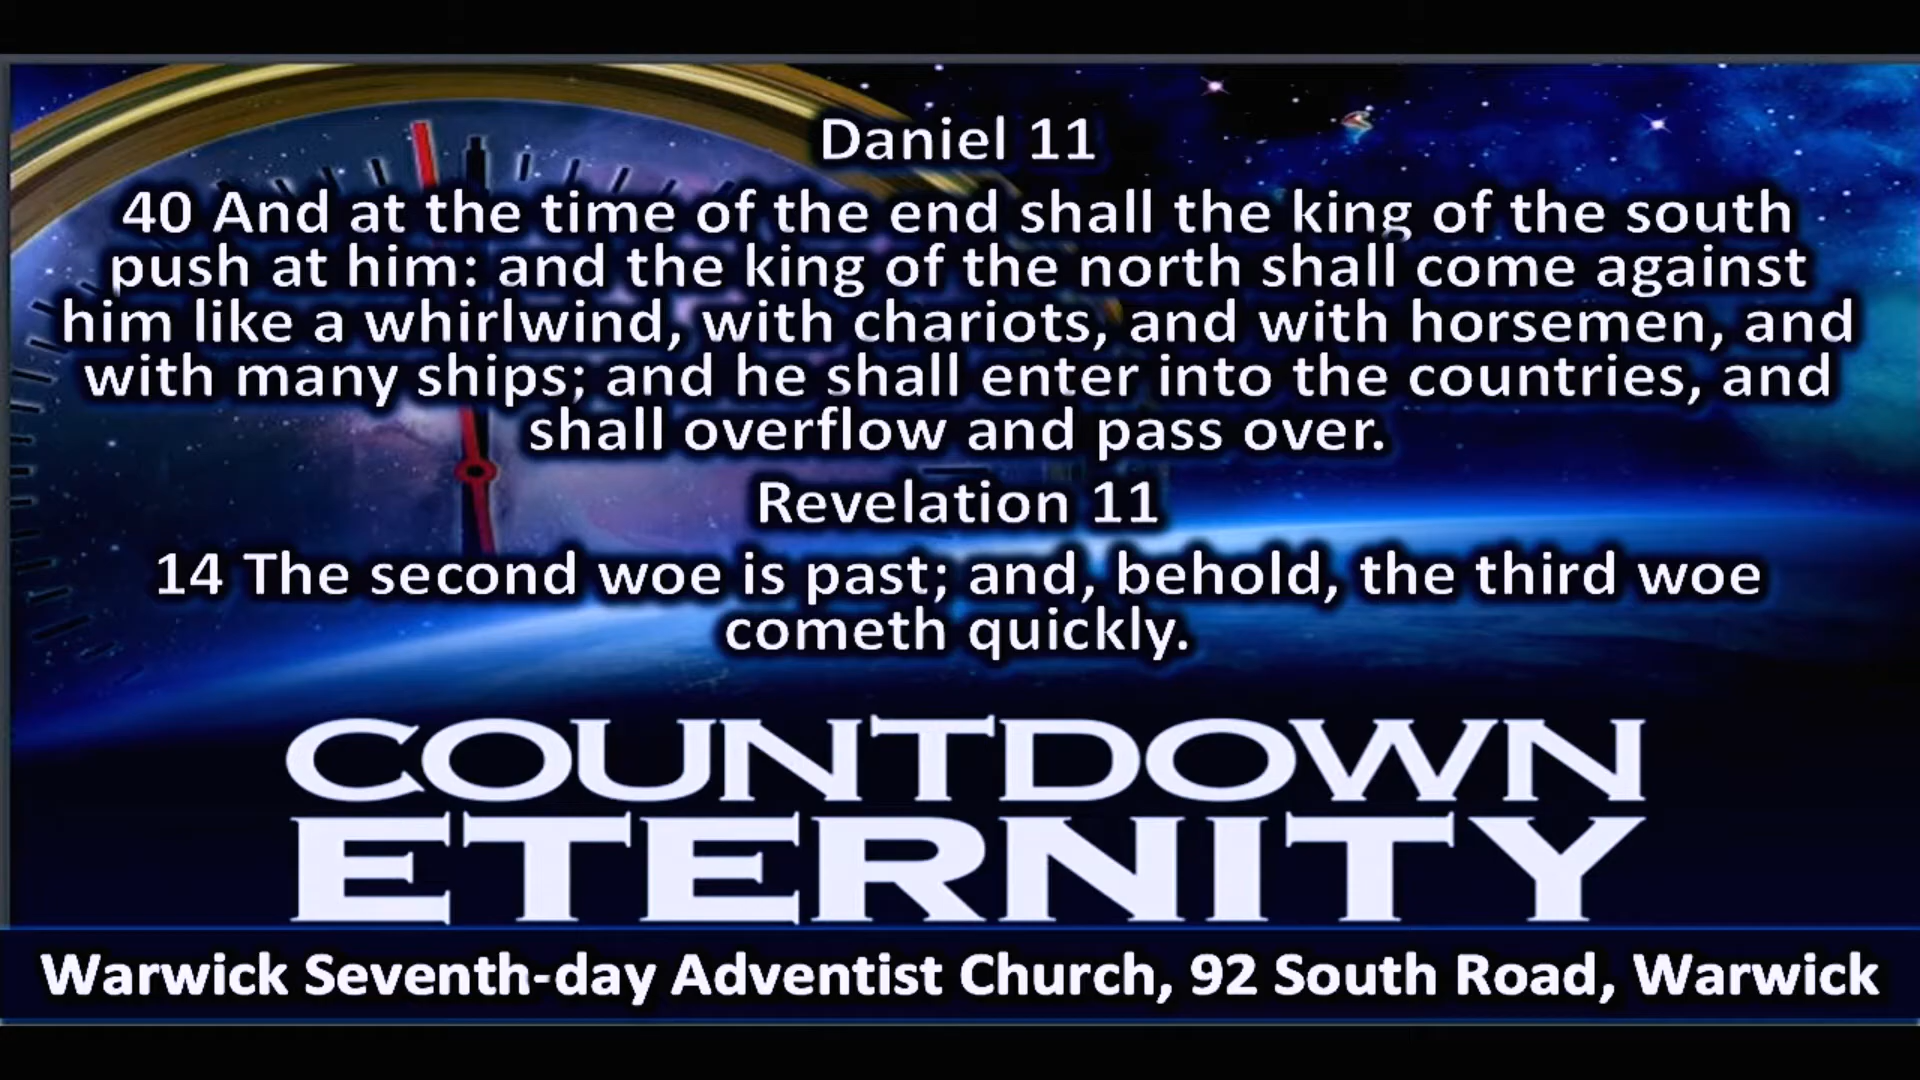 Daniel 11
40 And at the time of the end shall the king of the south
push at him: and the king of the north shall come against
him like a whirlwind, with chariots, and with horsemen, and
with many ships; and he shall enter into the countries, and
shall overflow and pass over.
Revelation 11
14 The second woe is past; and, behold, the third woe
cometh quickly.
COUNTDOWN
ETERNITY
Warwick Seventh-day Adventist Church, 92 South Road, Warwick